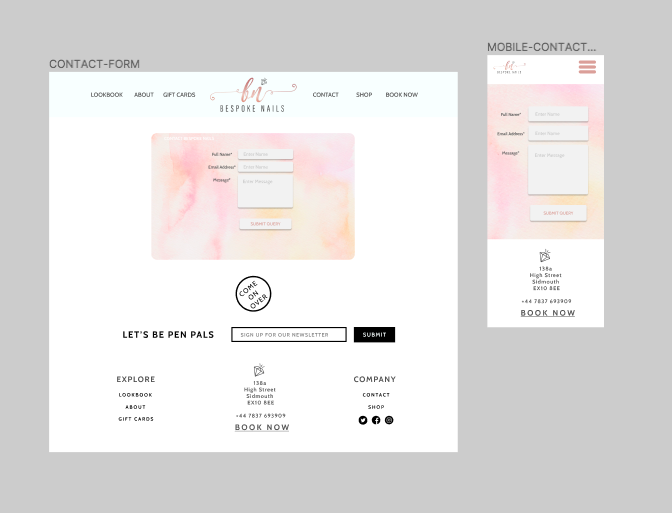 CONTACT-FORM
LOOKBOOK ABOUT GIFT CARDS
bn
BESPOKE NAILS
CONTACT SHOP BOOK NOW
Full Name*
Enter Name
Email Address*
Enter Name
Message*
Enter Message
SUBMIT QUERY
COME
ON
OVER
LET'S BE PEN PALS
SIGN UP FOR OUR NEWSLETTER
SUBMIT
EXPLORE
LOOKBOOK
ABOUT
GIFT CARDS
138a
High Street
Sidmouth
EX10 8EE
+44 7837 693909
BOOK NOW
COMPANY
CONTACT
SHOP
MOBILE-CONTACT...
bn
BESPOKE NAILS
Full Name*
Enter Name
Email Address*
Enter Name
Message*
Enter Message
SUBMIT QUERY
138a
High Street
Sidmouth
EX10 8EE
+44 7837 693909
BOOK NOW